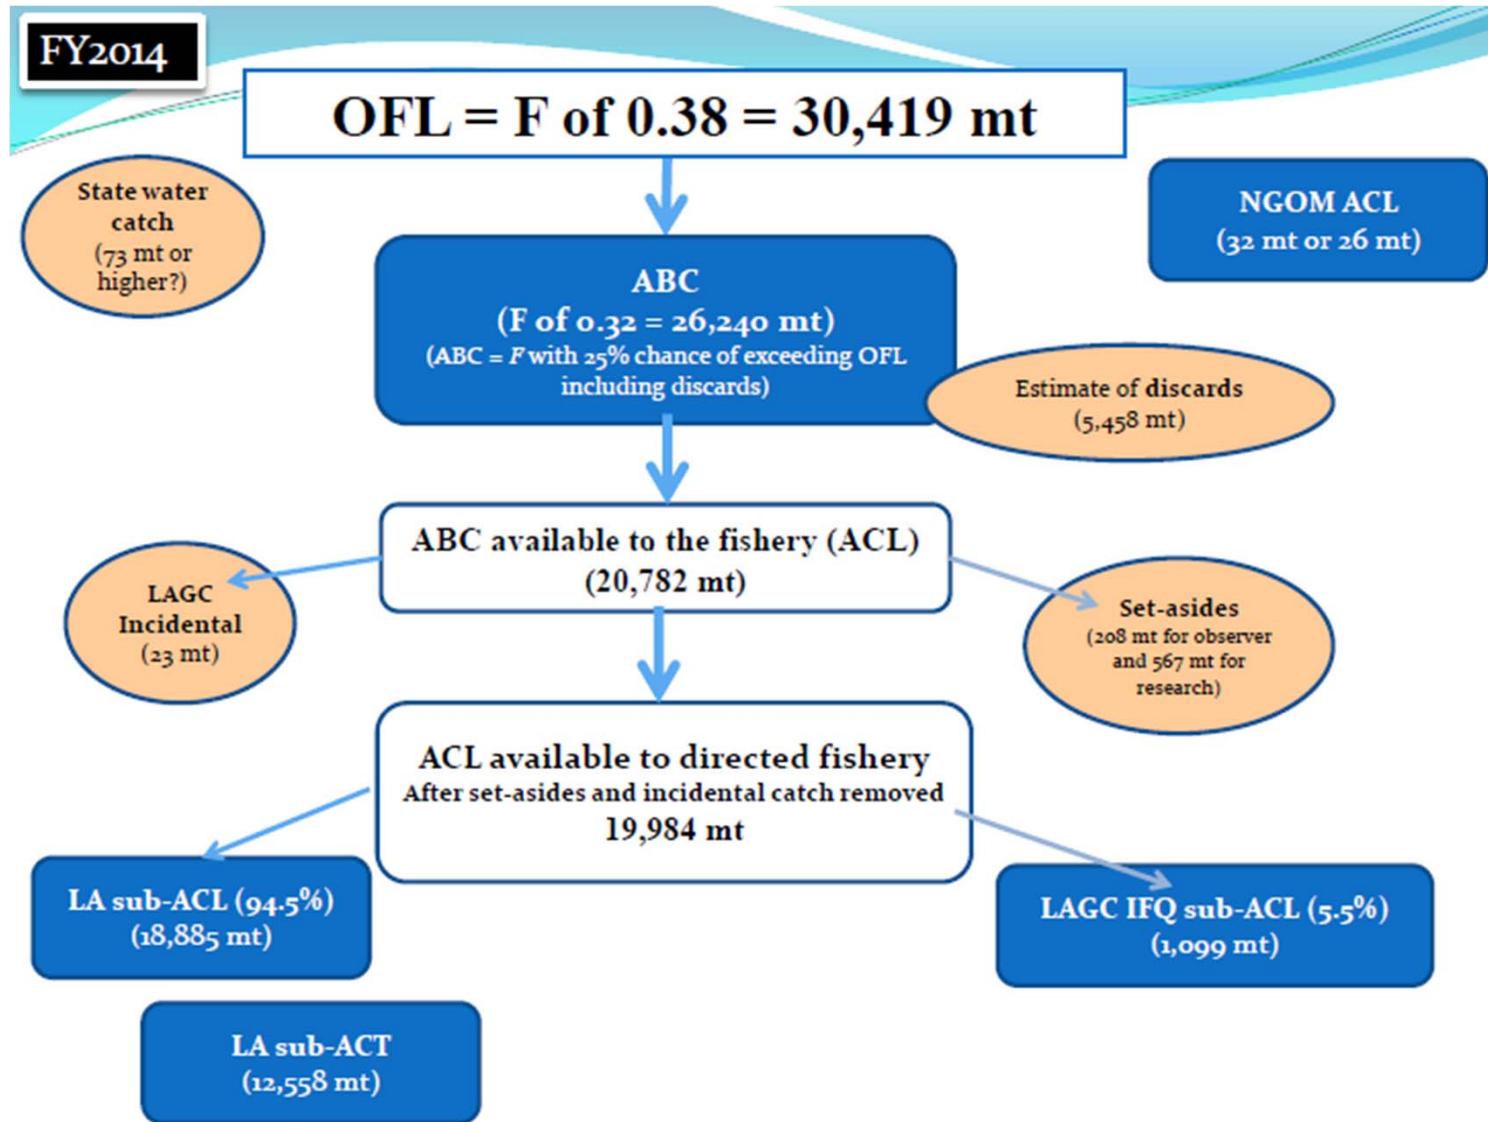 FY2014
OFL = F of 0.38 = 30,419 mt
State water
catch
(73 mt or
higher?)
NGOM ACL
(32 mt or 26 mt)
ABC
(F of 0.32 = 26,240 mt)
(ABC = F with 25% chance of exceeding OFL
including discards)
Estimate of discards
(5,458 mt)
ABC available to the fishery (ACL)
(20,782 mt)
LAGC
Incidental
(23 mt)
Set-asides
(208 mt for observer
and 567 mt for
research)
ACL available to directed fishery
After set-asides and incidental catch removed
19,984 mt
LA sub-ACL (94.5%)
(18,885 mt)
LAGC IFQ sub-ACL (5.5%)
(1,099 mt)
LA sub-ACT
(12,558 mt)